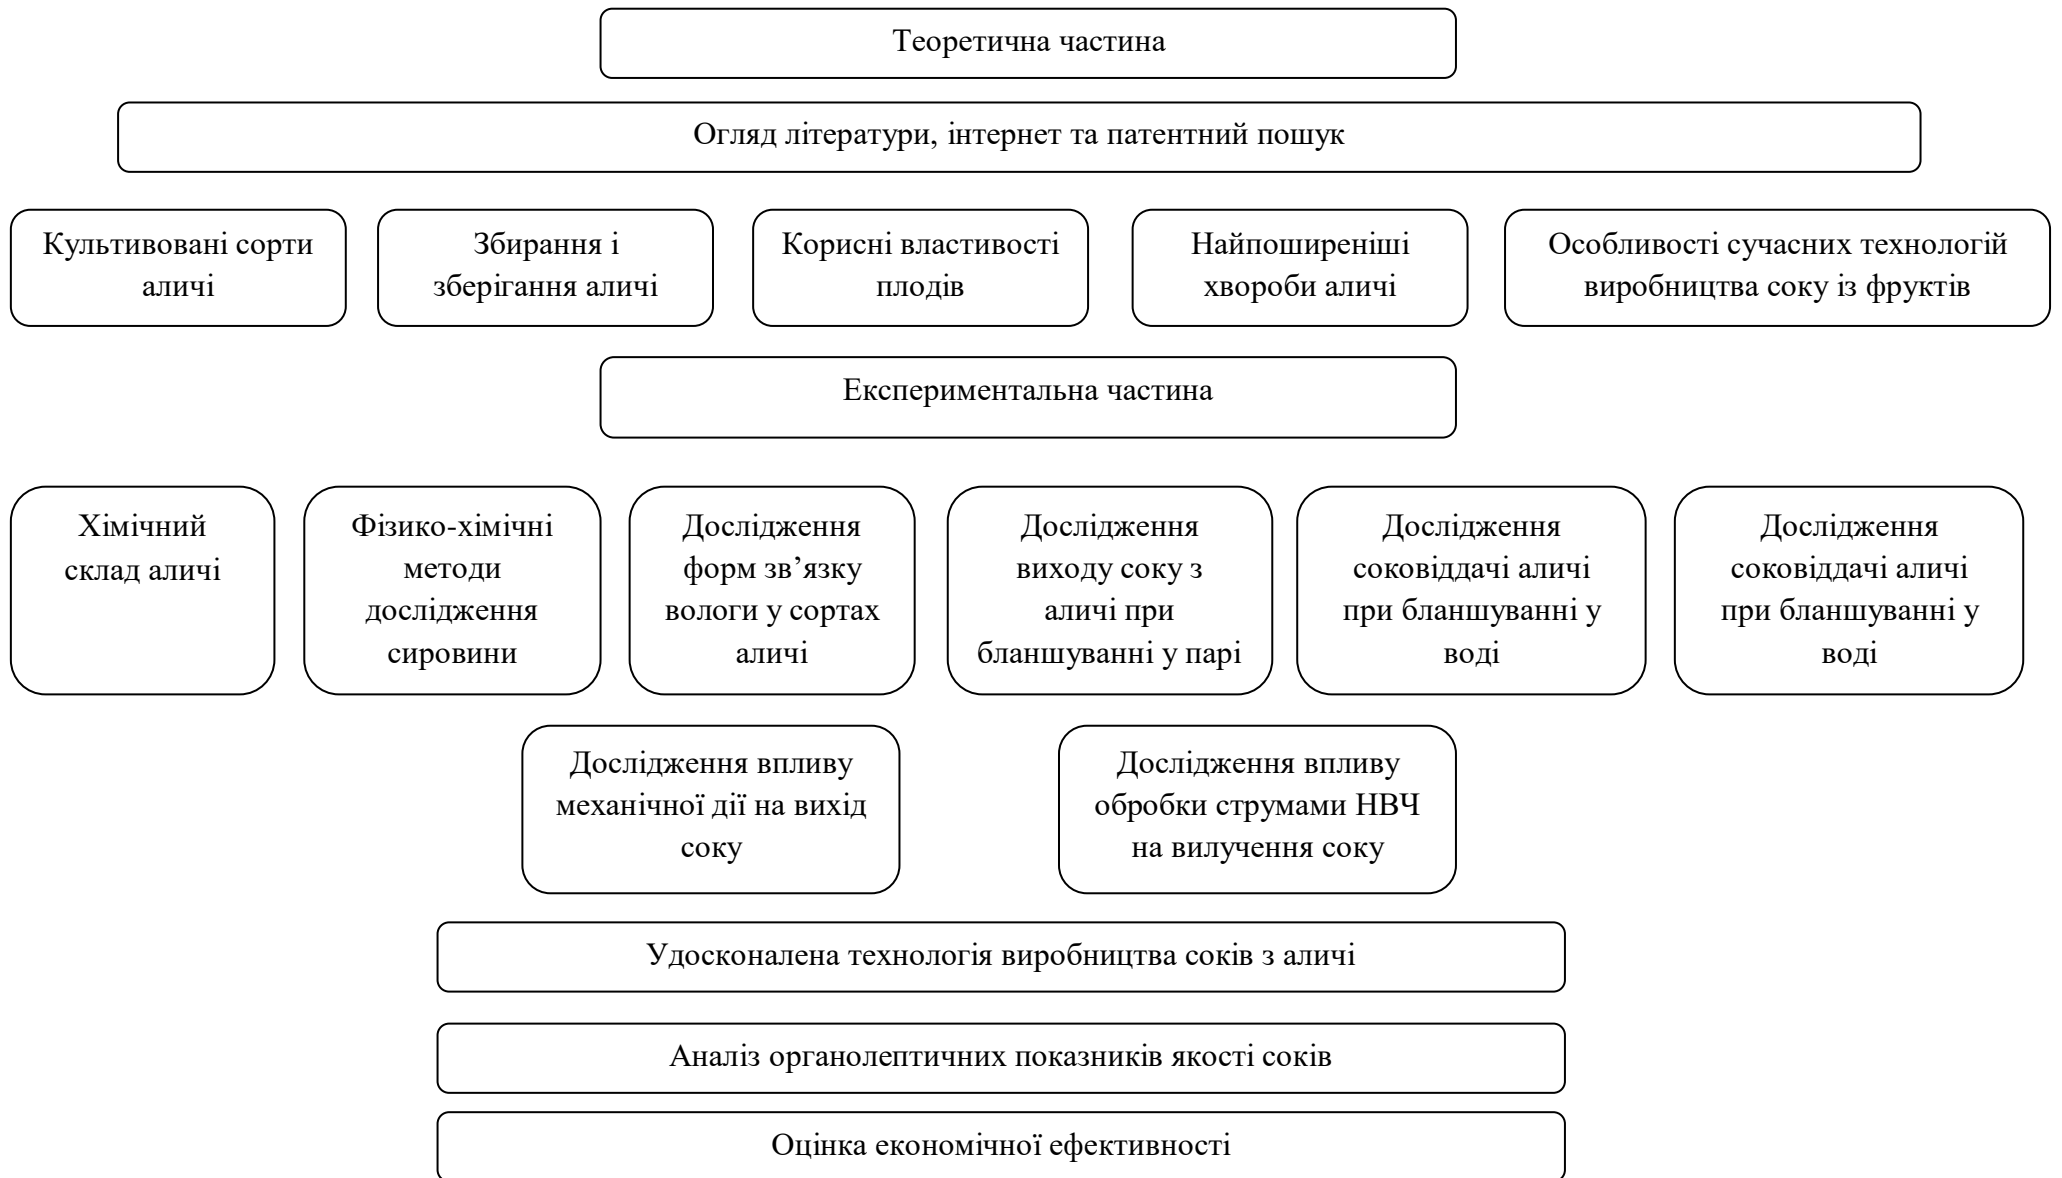 Теоретична частина
Огляд літератури, інтернет та патентний пошук
Культивовані сорти
аличі
Збирання і
зберігання аличі
Корисні властивості
плодів
Найпоширеніші
хвороби аличі
Особливості сучасних технологій
виробництва соку із фруктів
Експериментальна частина
Хімічний
склад аличі
Фізико-хімічні
методи
дослідження
сировини
Дослідження
форм зв’язку
вологи у сортах
аличі
Дослідження
виходу соку з
аличі при
бланшуванні у парі
Дослідження
соковіддачі аличі
при бланшуванні у
воді
Дослідження
соковіддачі аличі
при бланшуванні у
воді
Дослідження впливу
механічної дії на вихід
соку
Дослідження впливу
обробки струмами НВЧ
на вилучення соку
Удосконалена технологія виробництва соків з аличі
Аналіз органолептичних показників якості соків
Оцінка економічної ефективності